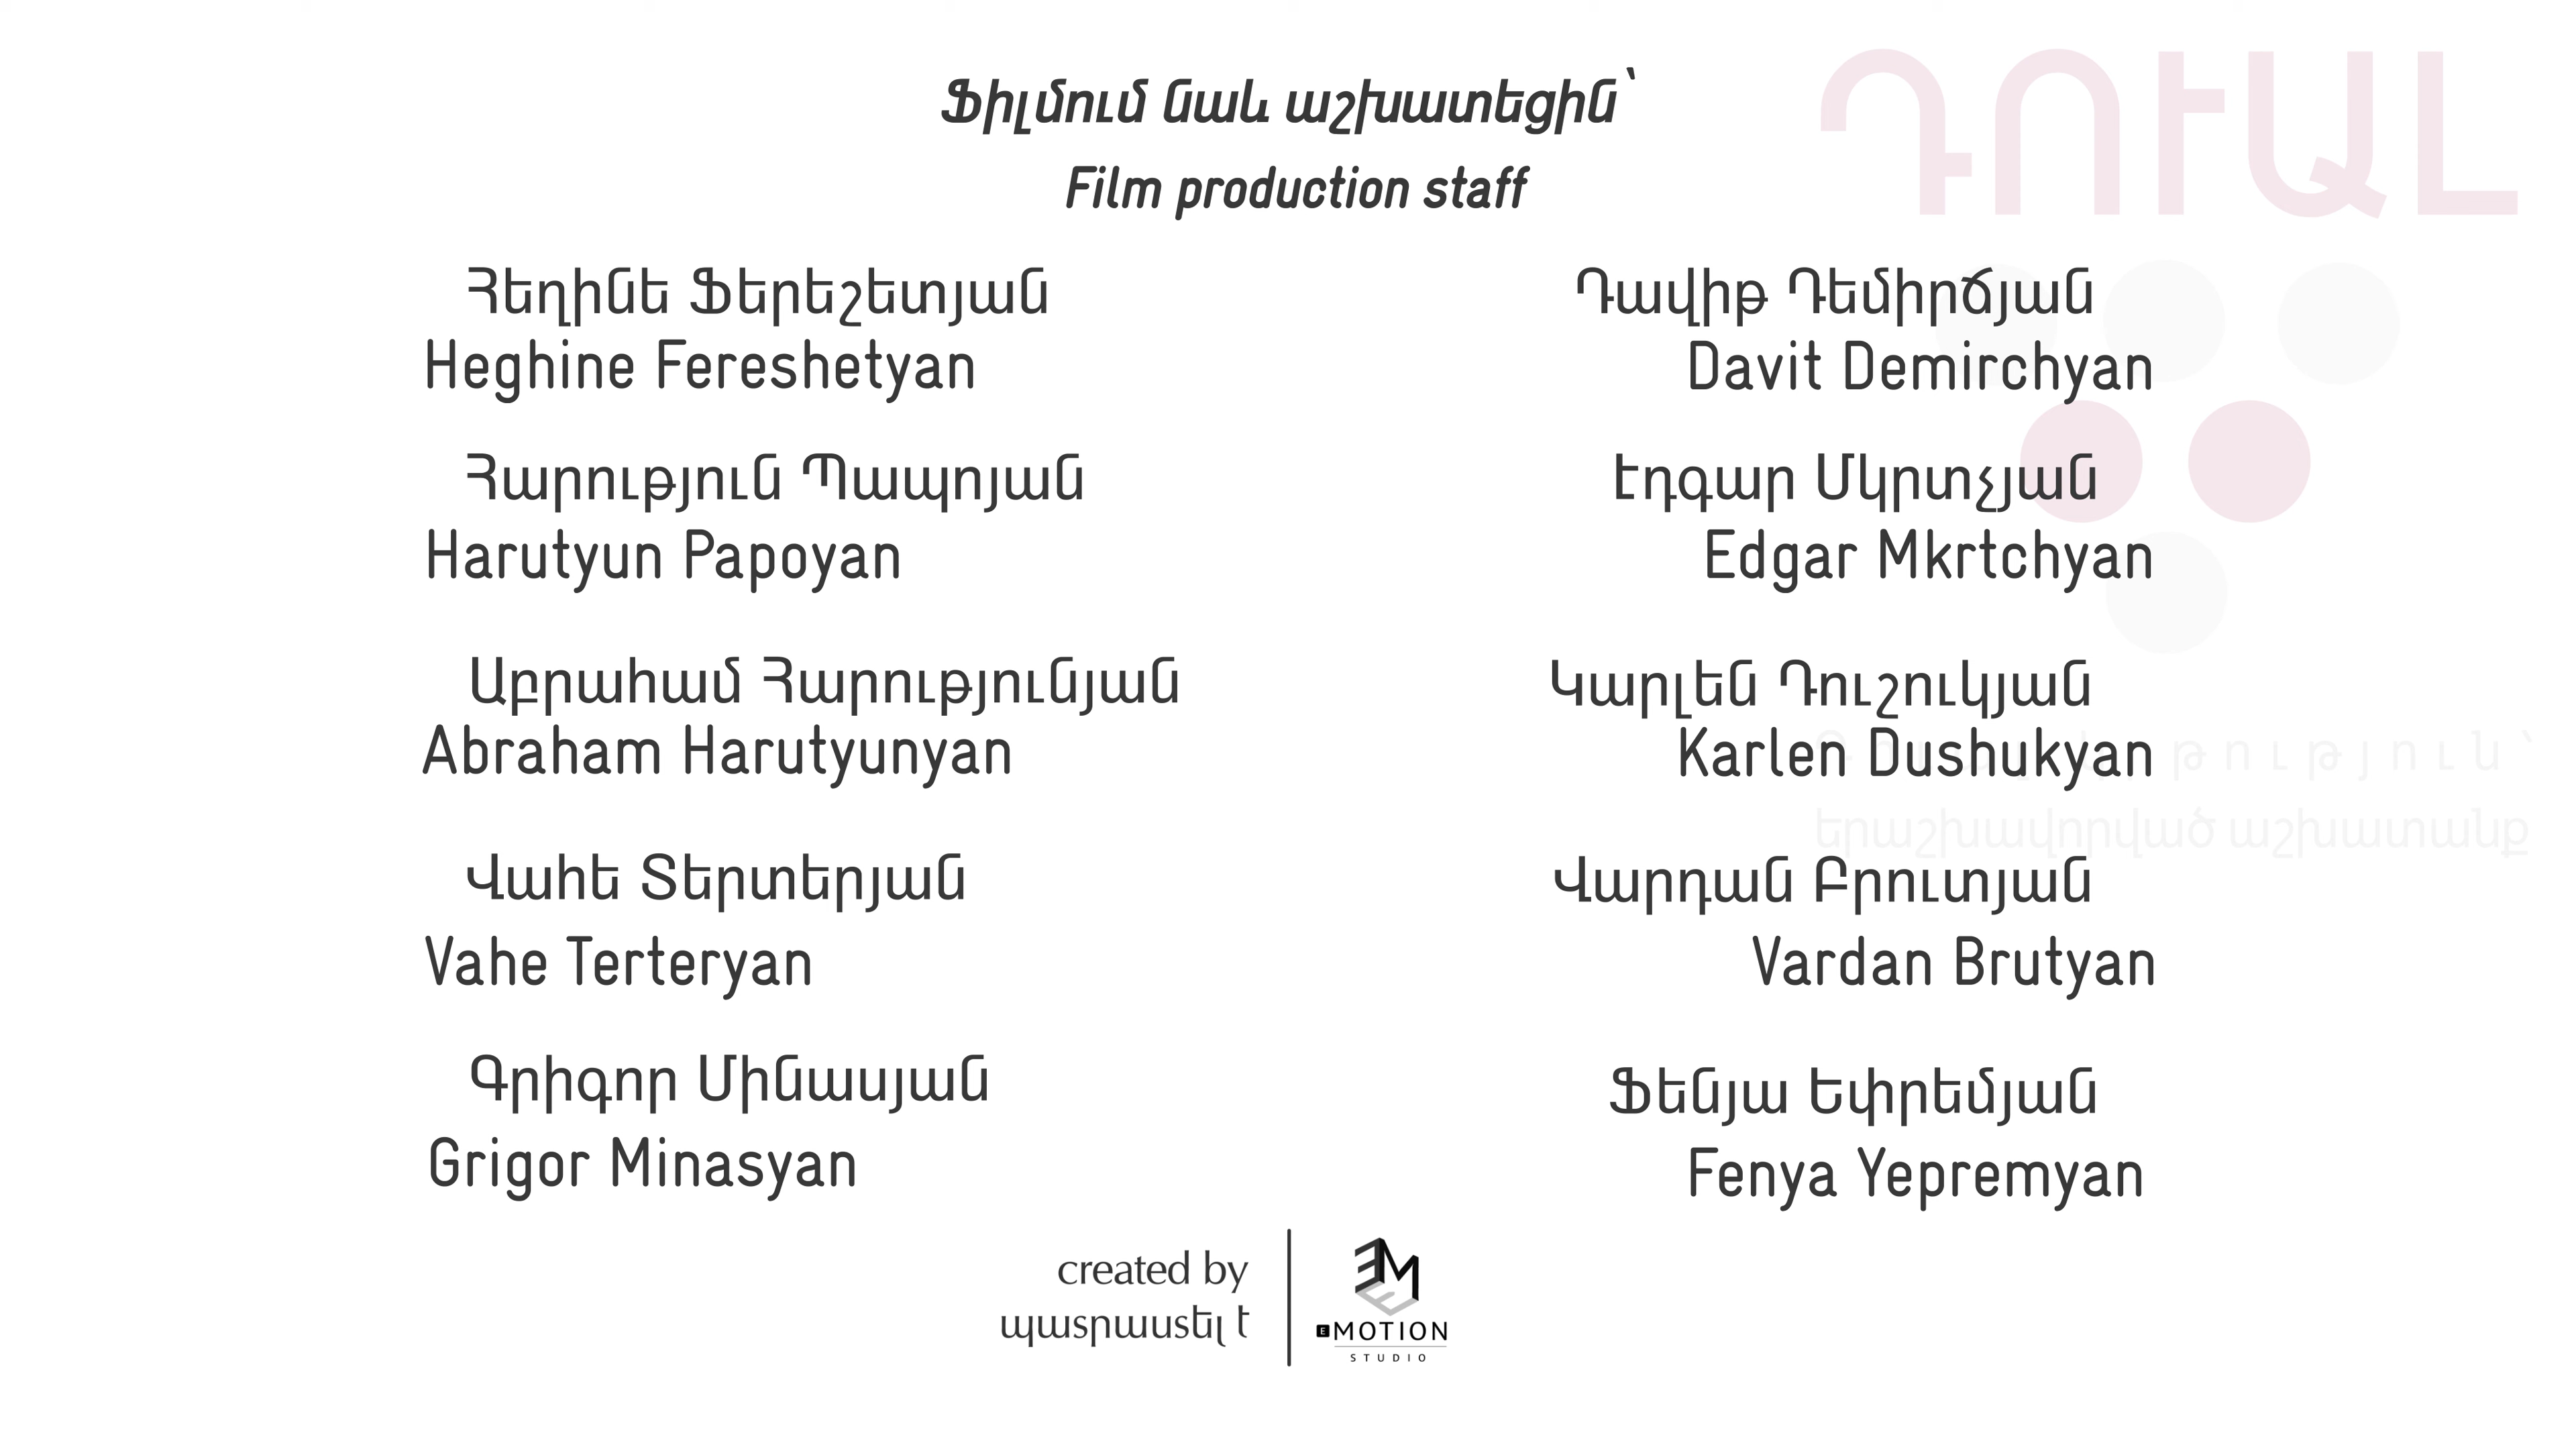 ԴՈՒԱԼ
Ֆիլմում նաև աշխատեցին՝
Film production staff
Հեղինե Ֆերեշետյան
Heghine Fereshetyan
Հարություն Պապոյան
Harutyun Papoyan
Աբրահամ Հարությունյան
Abraham Harutyunyan
Վահե Տերտերյան
Vahe Terteryan
Գրիգոր Մինասյան
Grigor Minasyan
Դավիթ Դեմիրճյան
Davit Demirchyan
Էդգար Մկրտչյան
Edgar Mkrtchyan
Կարլեն Դուշուկյան
Karlen Dushukyan
երաշխավորված աշխատանք
Վարդան Բրուտյան
Vardan Brutyan
Ֆենյա Եփրեմյան
Fenya Yepremyan
created by
պատրաստել է
EMOTION
STUDIO